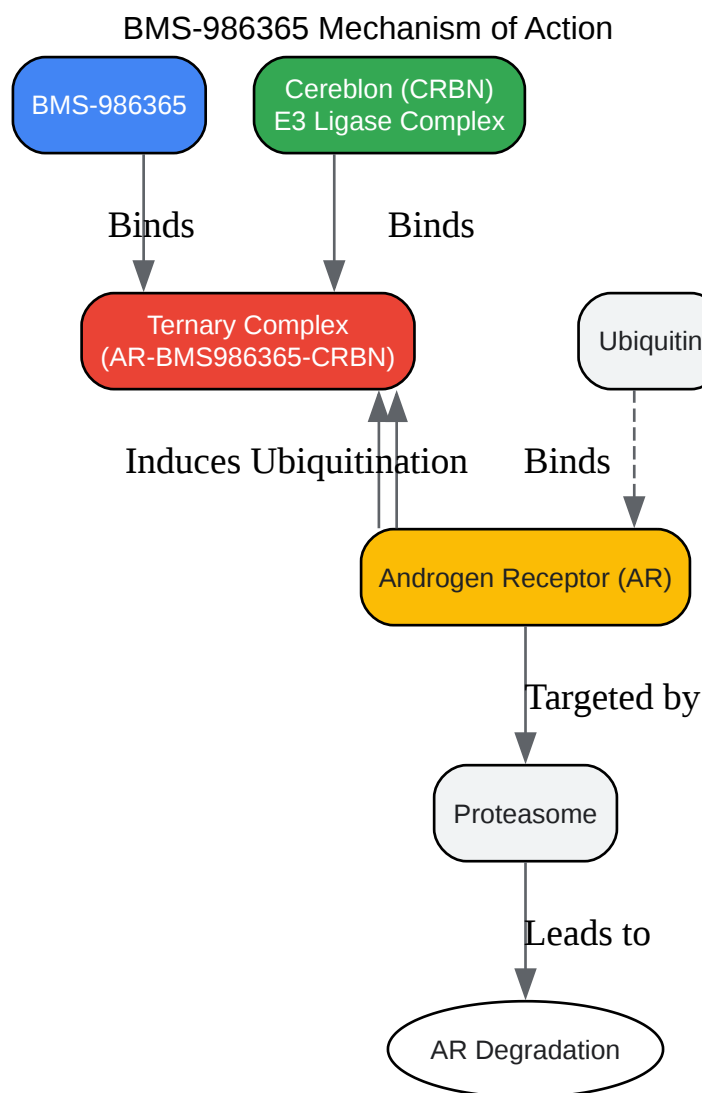 BMS-986365 Mechanism of Action
BMS-986365
Cereblon (CRBN)
E3 Ligase Complex
Binds
Binds
Ternary Complex
(AR-BMS986365-CRBN)
Ubiquitin
Induces Ubiquitination
Binds
Androgen Receptor (AR)
Targeted by
Proteasome
Leads to
AR Degradation